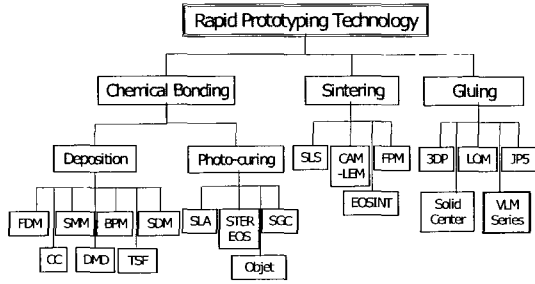 Rapid Prototyping Technology
Chemical Bonding
Sintering
Gluing
Deposition
Photo-curing
SLS
CAM
-LEM
FPM
3DP
LOM
JP5
EOSINT
Solid
Center
VLM
Series
FDM
SMM
BPM
SDM
SLA
STER
EOS
SGC
CC
DMD
TSF
Objet